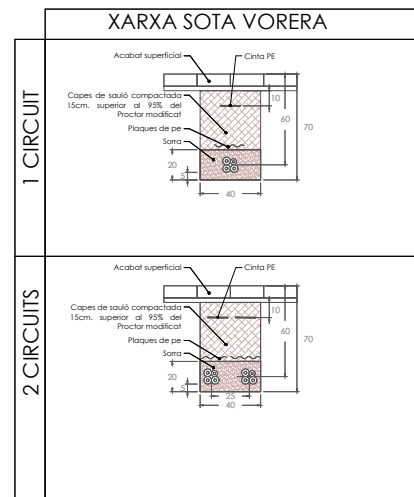 XARXA SOTA VORERA
1 CIRCUIT
Acabat superficial
Cinta PE
Capes de sauló compactada
15cm. superior al 95% del
Proctor modificat
Plaques de pe
Sorra
10
60
70
20
5
40
2 CIRCUITS
Acabat superficial
Cinta PE
Capes de sauló compactada
15cm. superior al 95% del
Proctor modificat
Plaques de pe
Sorra
10
60
70
20
5
25
40